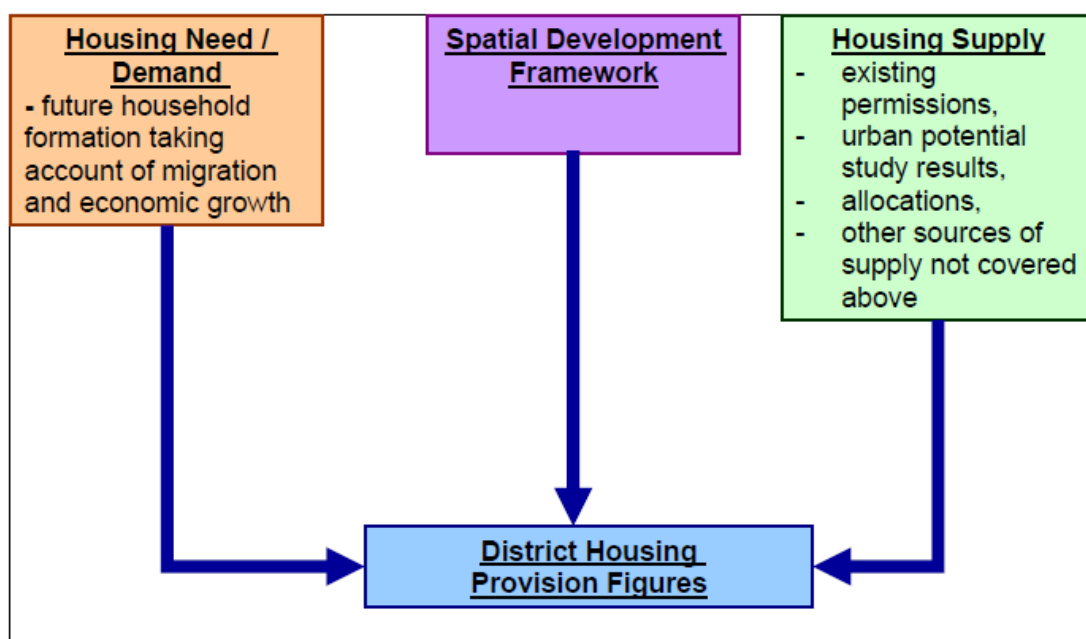 Housing Need /
Demand
- future household
formation taking
account of migration
and economic growth
Spatial Development
Framework
Housing Supply
- existing
permissions,
- urban potential
study results,
- allocations,
- other sources of
supply not covered
above
District Housing
Provision Figures